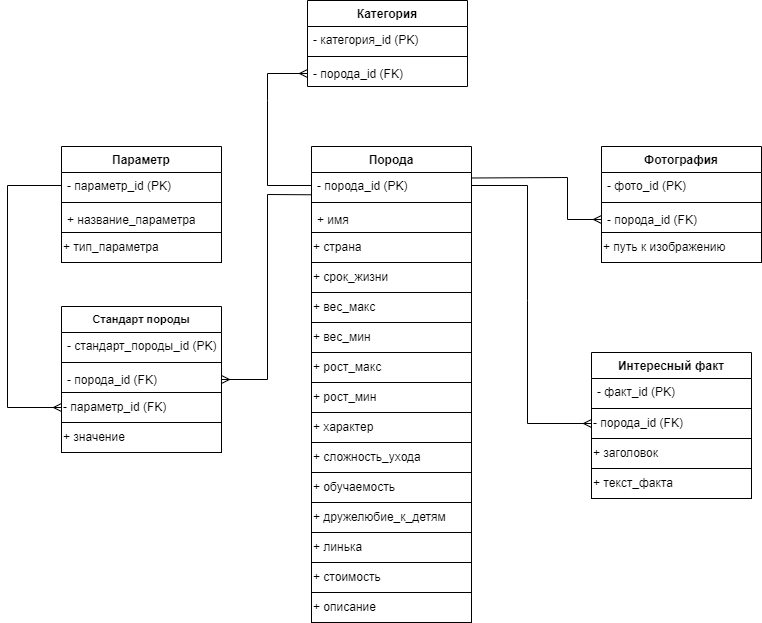 Категория
- категория_id (PK)
- порода_id (FK)
Параметр
- параметр_id (PK)
+ название_параметра
+ тип_параметра
Стандарт породы
- стандарт_породы_id (PK)
- порода_id (FK)
- параметр_id (FK)
+ значение
Порода
- порода_id (PK)
+ имя
+ страна
+ срок_жизни
+ вес_макс
+ вес_мин
+ рост_макс
+ рост_мин
+ характер
+ сложность_ухода
+ обучаемость
+ дружелюбие_к_детям
+ линька
+ стоимость
+ описание
Фотография
- фото_id (PK)
- порода_id (FK)
+ путь к изображению
Интересный факт
- факт_id (PK)
- порода_id (FK)
+ заголовок
+ текст_факта